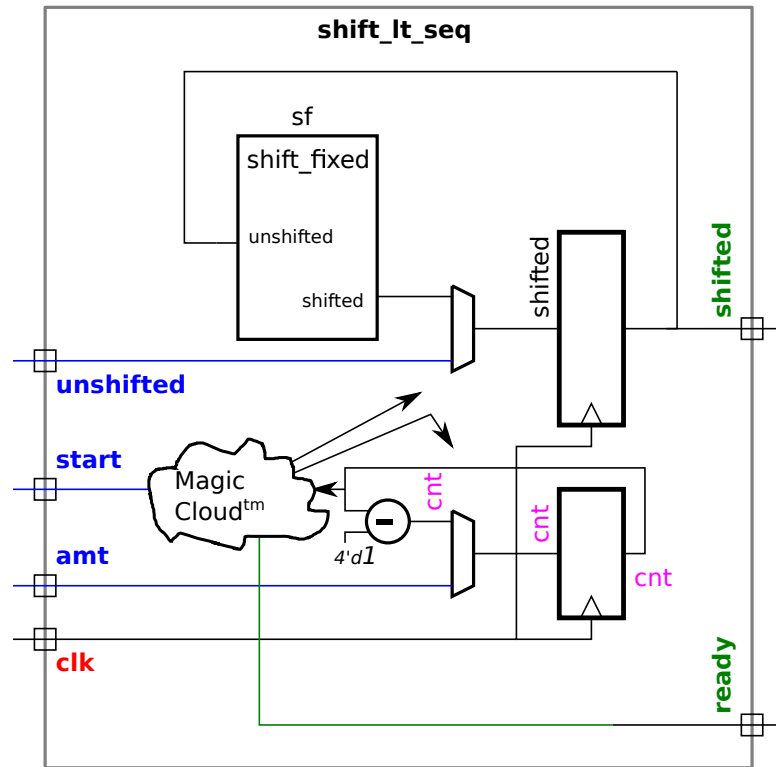 shift_lt_seq
sf
shift_fixed
unshifted
shifted
shifted
shifted
unshifted
start
Magic
Cloudtm
cnt
cnt
4'd1
amt
cnt
clk
ready